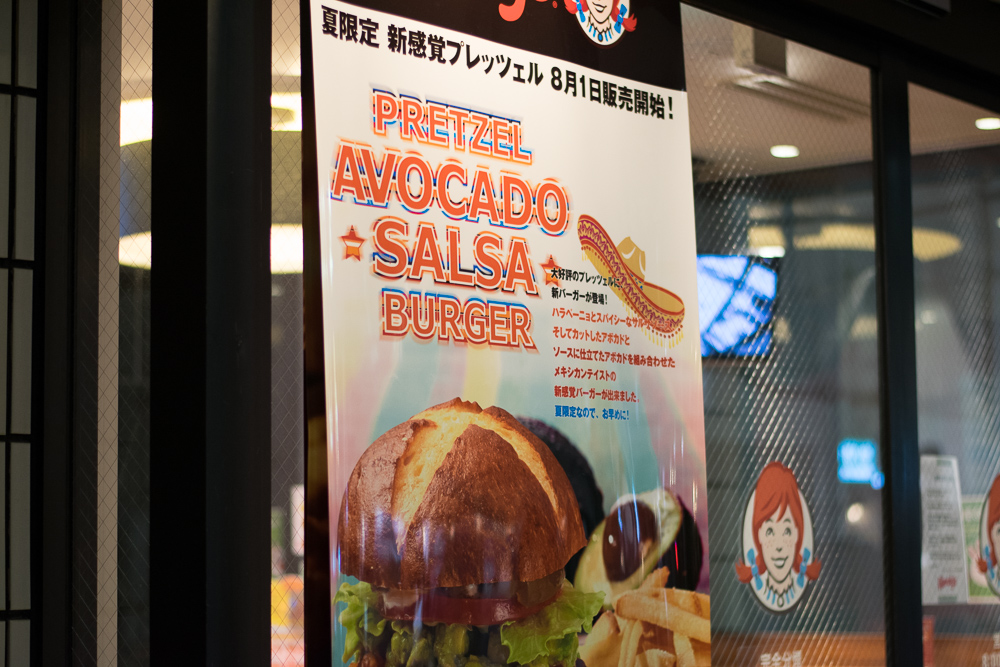 夏限定 新感覚プレッツェル 8月1日販売開始！
PRETZEL
AVOCADO
SALSA
BURGER
大好評のプレッツェルに
新バーガーが登場！
ハラペーニョとスパイシーなサル
そしてカットしたアボカドと
ソースに仕立てたアボカドを組み合わせた
メキシカンテイストの
新感覚バーガーが出来ました。
夏限定なので、お早めに！